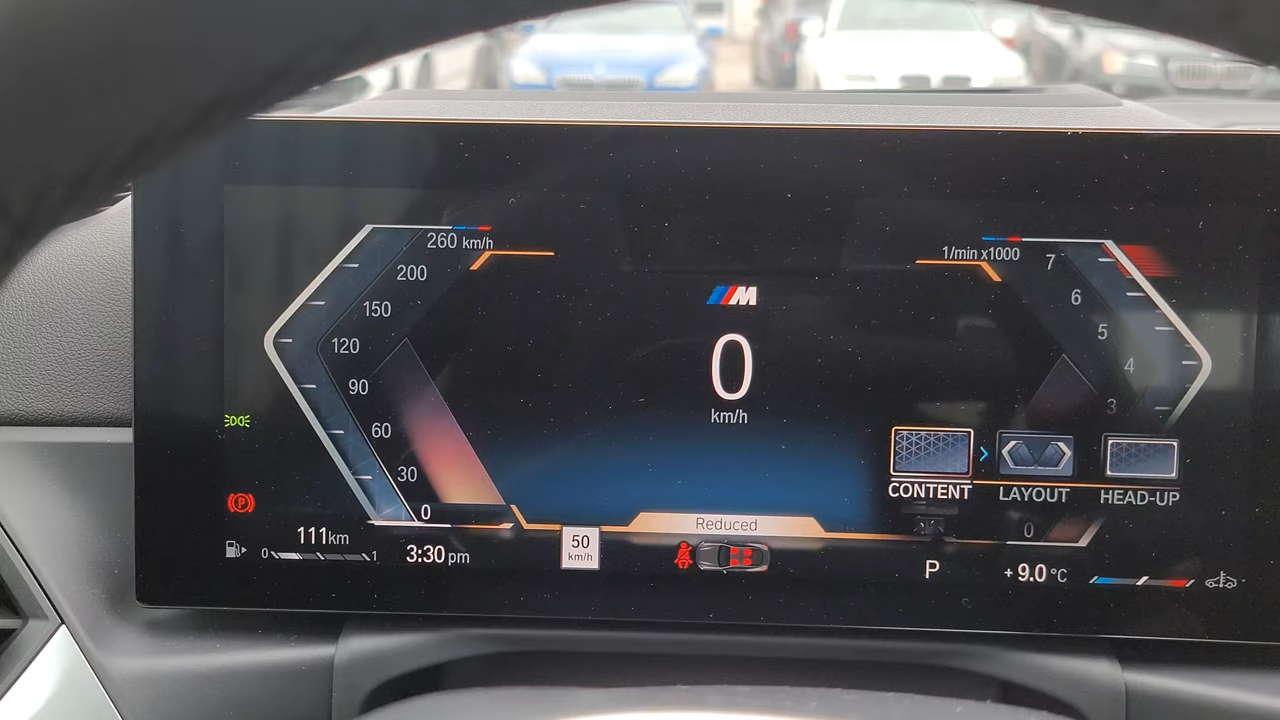 260 km/h
200
150
120
90
60
30
0
M
0
km/h
1/min x1000
7
6
5
4
3
0
CONTENT
LAYOUT
HEAD-UP
Reduced
P
111km
0
1
3:30 pm
50
km/h
P
+9.0°C